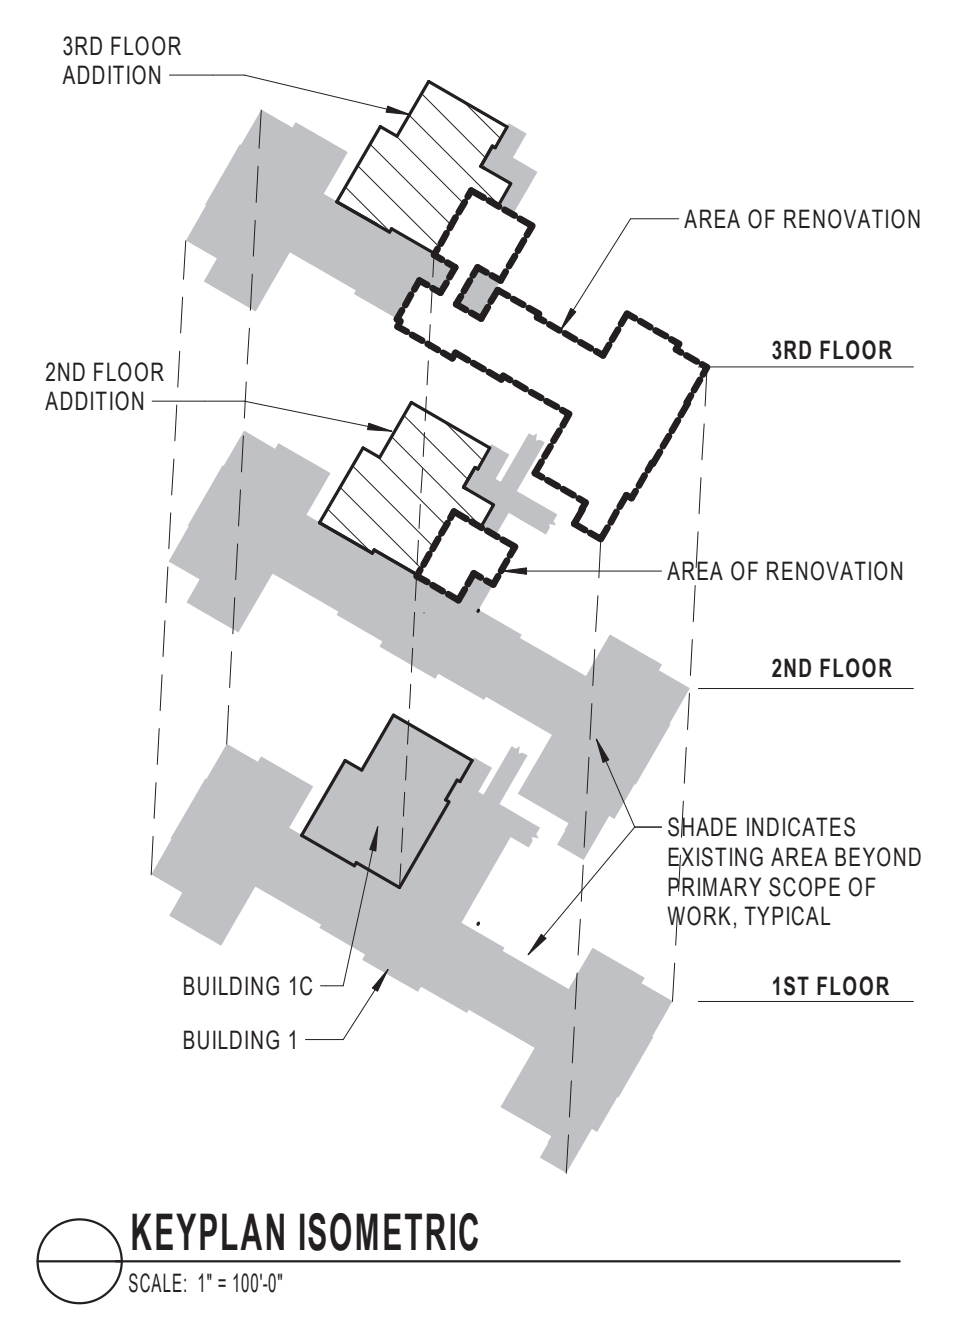 3RD FLOOR
ADDITION
AREA OF RENOVATION
3RD FLOOR
2ND FLOOR
ADDITION
AREA OF RENOVATION
2ND FLOOR
SHADE INDICATES
EXISTING AREA BEYOND
PRIMARY SCOPE OF
WORK, TYPICAL
BUILDING 1C
1ST FLOOR
BUILDING 1
KEYPLAN ISOMETRIC
SCALE: 1" = 100'-0"